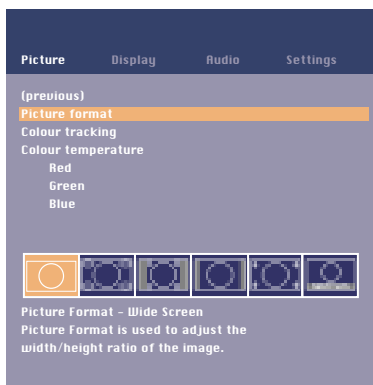 Picture Display Audio Settings
(previous)
Picture format
Colour tracking
Colour temperature
Red
Green
Blue
Picture Format - Wide Screen
Picture Format is used to adjust the
width/height ratio of the image.